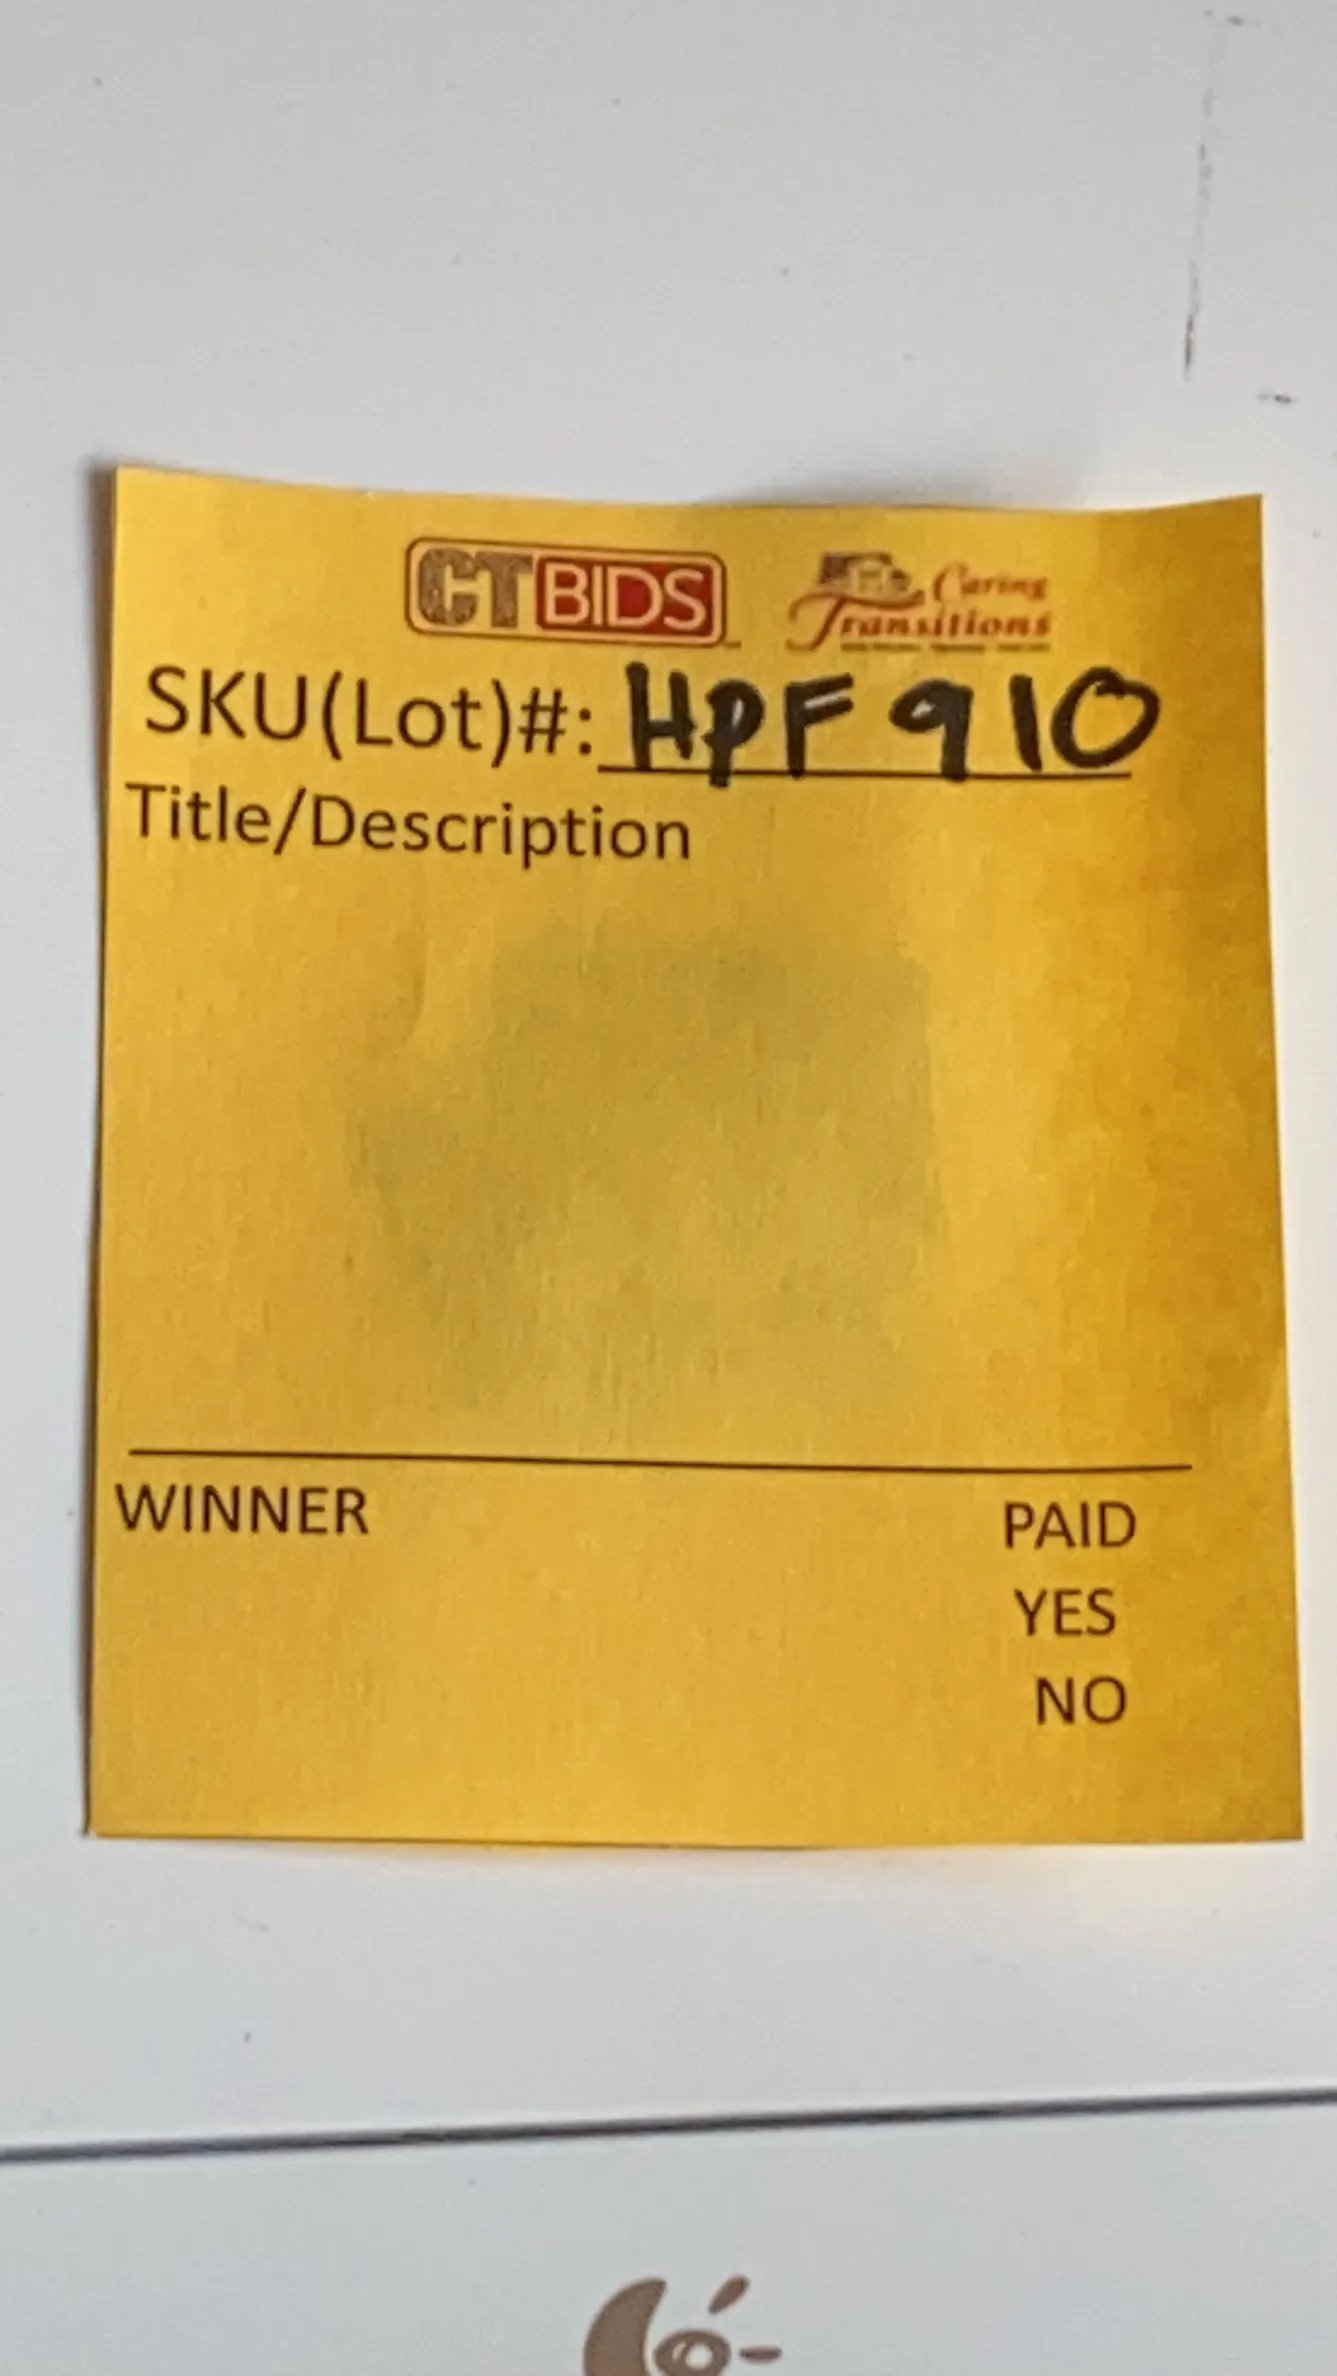 CTBIDS Caring
Transitions
SKU(Lot)#: HPF910
Title/Description
WINNER PAID
YES
NO